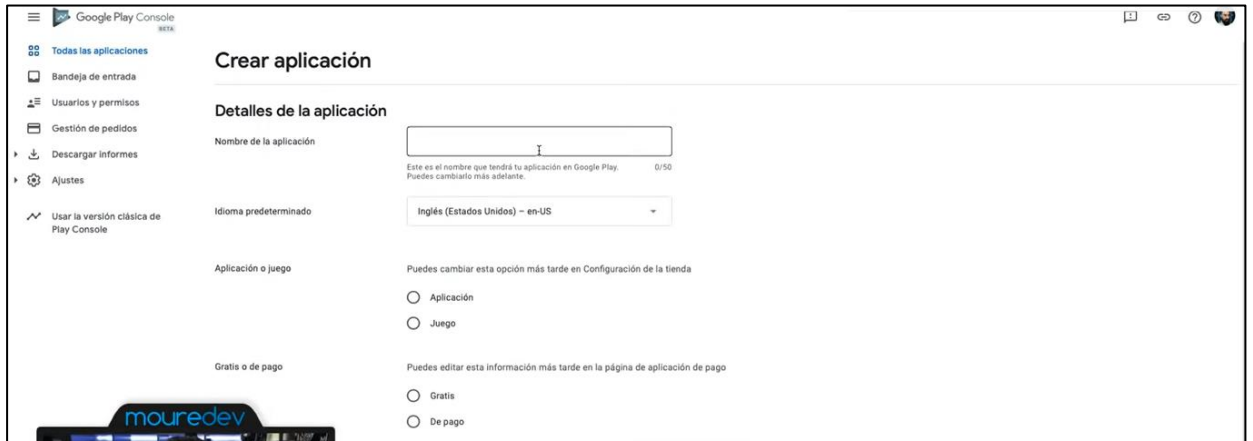 Google Play Console
BETA
Todas las aplicaciones
Bandeja de entrada
Usuarios y permisos
Gestión de pedidos
Descargar informes
Ajustes
Usar la versión clásica de
Play Console
Crear aplicación
Detalles de la aplicación
Nombre de la aplicación
Este es el nombre que tendrá tu aplicación en Google Play.
Puedes cambiarlo más adelante.
0/50
Idioma predeterminado
Inglés (Estados Unidos) – en-US
Aplicación o juego
Puedes cambiar esta opción más tarde en Configuración de la tienda
Aplicación
Juego
Gratis o de pago
Puedes editar esta información más tarde en la página de aplicación de pago
Gratis
De pago
mouredev